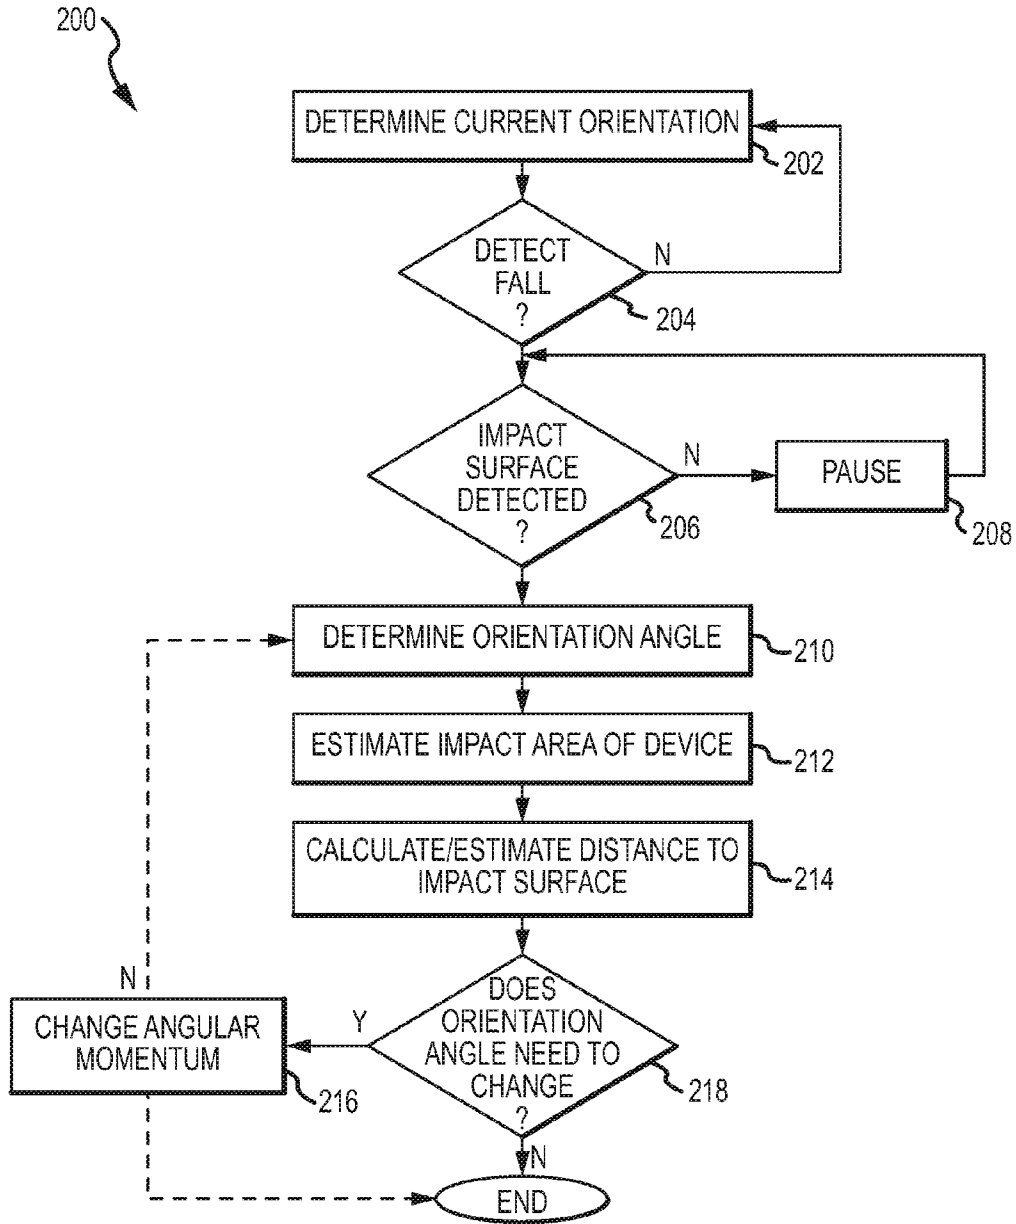 200
DETERMINE CURRENT ORIENTATION
202
DETECT
FALL
?
N
204
IMPACT
SURFACE
DETECTED
?
N
206
PAUSE
208
DETERMINE ORIENTATION ANGLE
210
ESTIMATE IMPACT AREA OF DEVICE
212
CALCULATE/ESTIMATE DISTANCE TO
IMPACT SURFACE
214
DOES
ORIENTATION
ANGLE NEED TO
CHANGE
?
218
Y
N
CHANGE ANGULAR
MOMENTUM
216
N
END